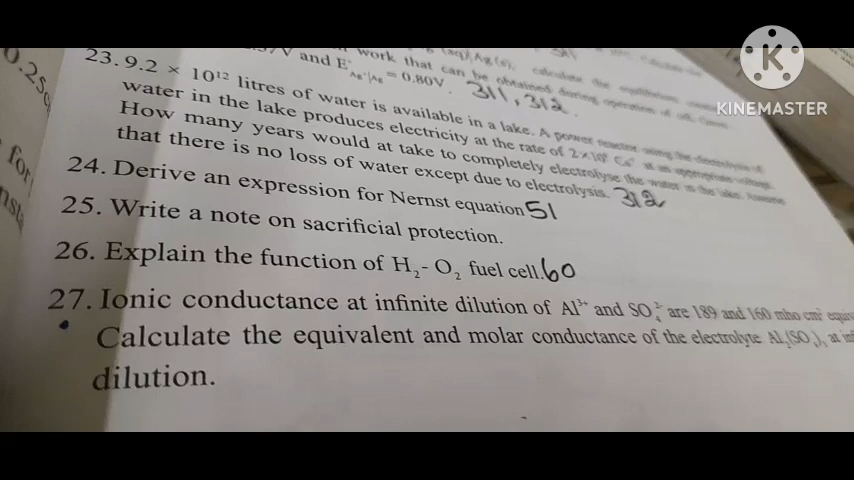 work that can be obtained during operation of cell.
V and E°Ag⁺|Ag = 0.80V. 311, 312
23. 9.2 × 10¹² litres of water is available in a lake. A power reactor using the electrolysis of
water in the lake produces electricity at the rate of 2×10⁶ Cs⁻¹ at an appropriate voltage.
How many years would at take to completely electrolyse the water in the lake. Assume
that there is no loss of water except due to electrolysis. 312
24. Derive an expression for Nernst equation 51
25. Write a note on sacrificial protection.
26. Explain the function of H₂- O₂ fuel cell. 60
27. Ionic conductance at infinite dilution of Al³⁺ and SO₄²⁻ are 189 and 160 mho cm²
Calculate the equivalent and molar conductance of the electrolyte Al₂(SO₄)₃ at
dilution.
0.25
for
KINEMASTER